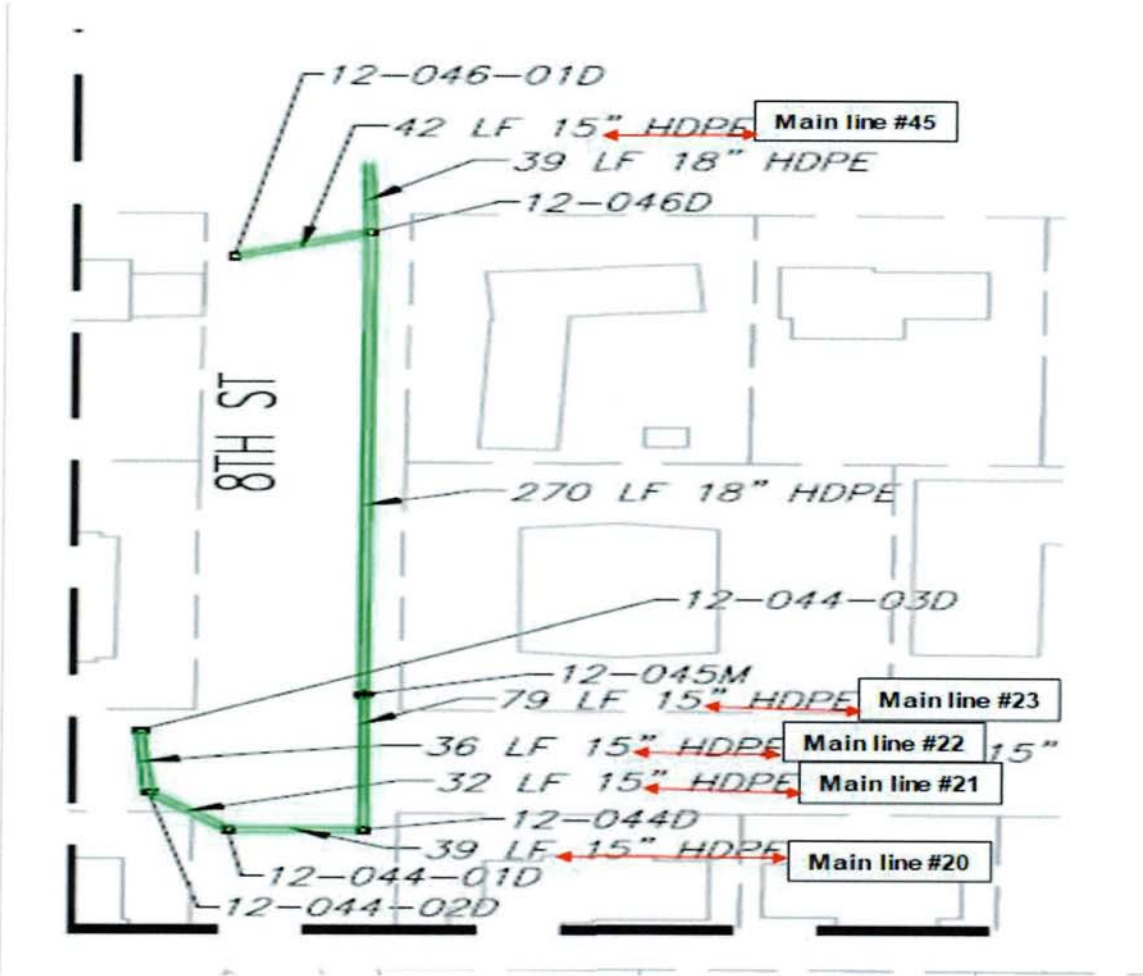 12-046-01D
42 LF 15" HDPE Main line #45
39 LF 18" HDPE
12-046D
8TH ST
270 LF 18" HDPE
12-044-03D
12-045M
79 LF 15" HDPE Main line #23
36 LF 15" HDPE Main line #22 15"
32 LF 15" HDPE Main line #21
12-044D
39 LF 15" HDPE Main line #20
12-044-01D
12-044-02D